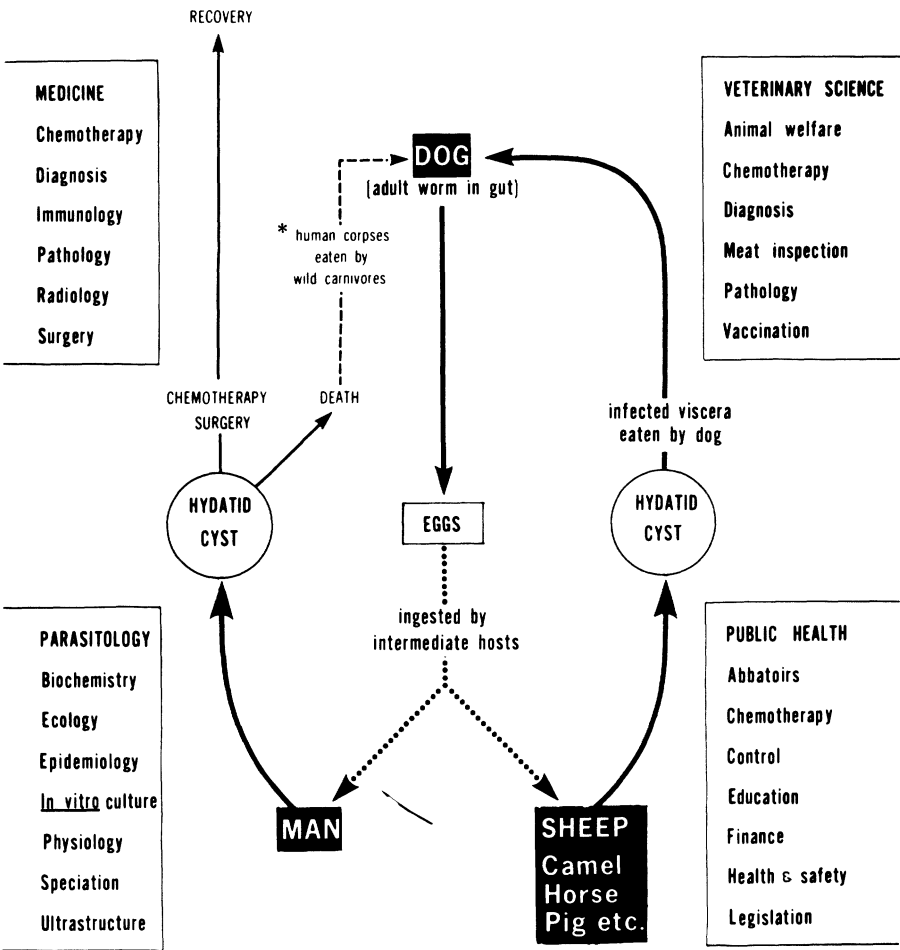 RECOVERY
MEDICINE
Chemotherapy
Diagnosis
Immunology
Pathology
Radiology
Surgery
VETERINARY SCIENCE
Animal welfare
Chemotherapy
Diagnosis
Meat inspection
Pathology
Vaccination
DOG
(adult worm in gut)
* human corpses
eaten by
wild carnivores
CHEMOTHERAPY
SURGERY
DEATH
infected viscera
eaten by dog
HYDATID
CYST
EGGS
HYDATID
CYST
ingested by
intermediate hosts
PARASITOLOGY
Biochemistry
Ecology
Epidemiology
In vitro culture
Physiology
Speciation
Ultrastructure
PUBLIC HEALTH
Abbatoirs
Chemotherapy
Control
Education
Finance
Health & safety
Legislation
MAN
SHEEP
Camel
Horse
Pig etc.